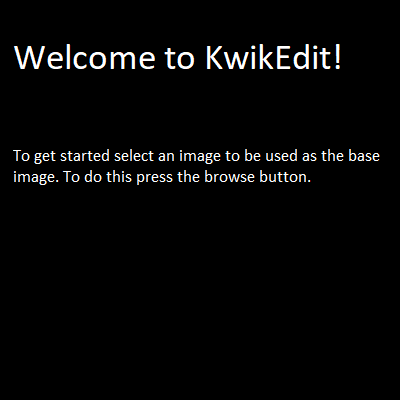 Welcome to KwikEdit!
To get started select an image to be used as the base
image. To do this press the browse button.